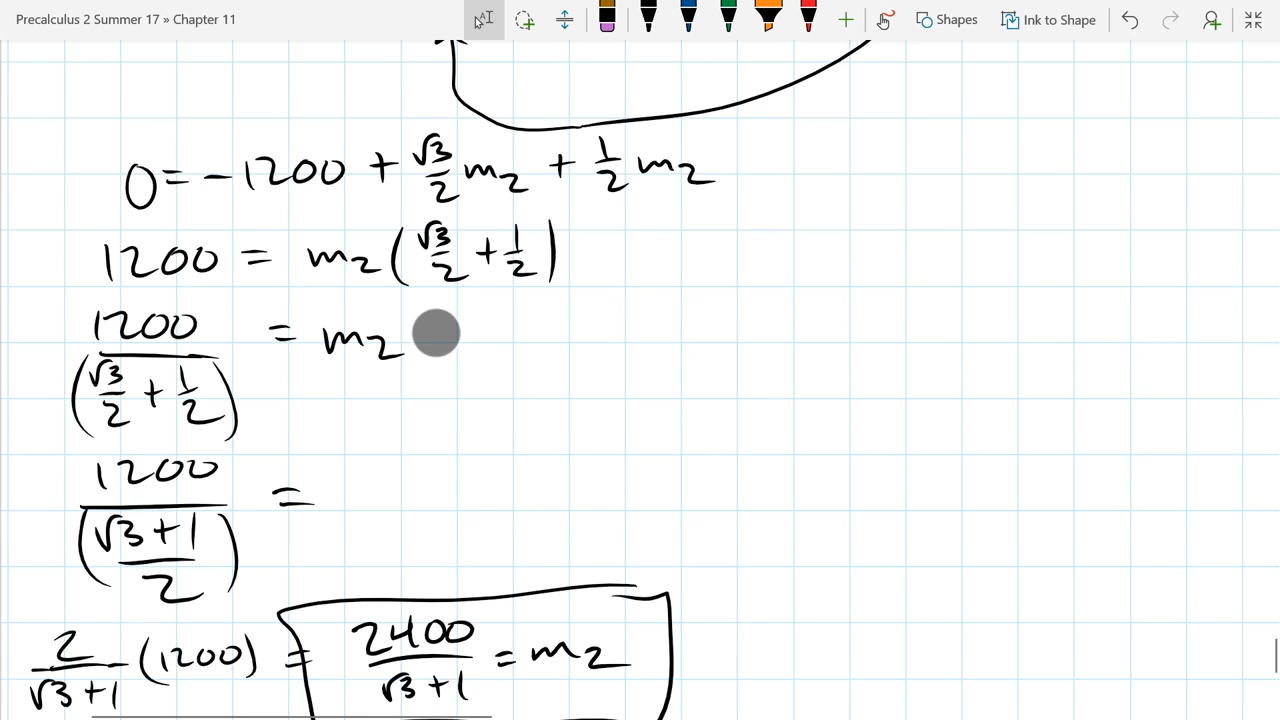 Precalculus 2 Summer 17 » Chapter 11
Shapes
Ink to Shape
0 = -1200 + √3/2 m2 + 1/2 m2
1200 = m2 (√3/2 + 1/2)
1200/(√3/2 + 1/2) = m2
1200/((√3+1)/2) =
2/(√3+1) (1200) = 2400/(√3+1) = m2